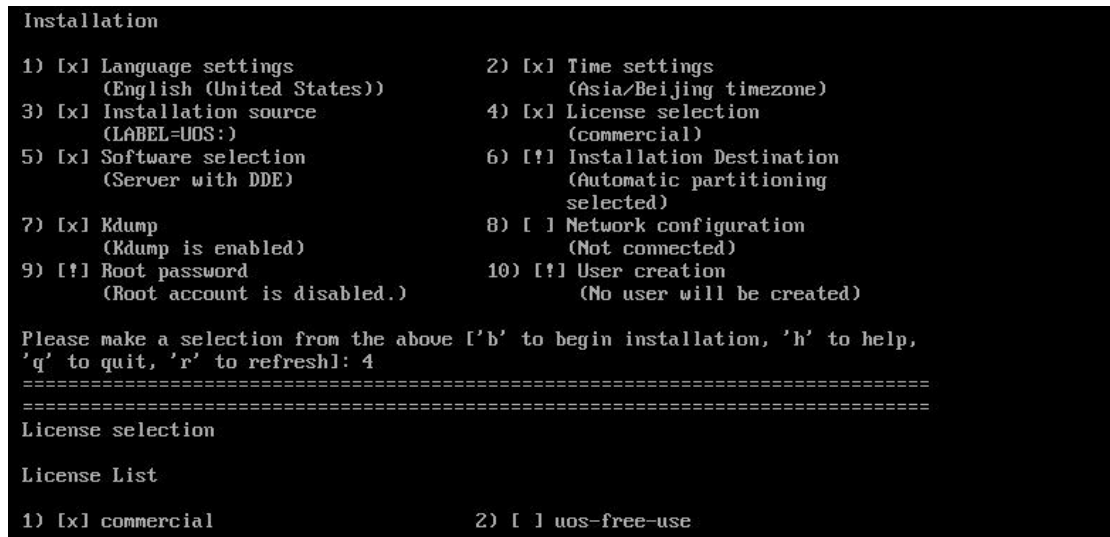 Installation
1) [x] Language settings 2) [x] Time settings
(English (United States)) (Asia/Beijing timezone)
3) [x] Installation source 4) [x] License selection
(LABEL=UOS:) (commercial)
5) [x] Software selection 6) [!] Installation Destination
(Server with DDE) (Automatic partitioning
selected)
7) [x] Kdump 8) [ ] Network configuration
(Kdump is enabled) (Not connected)
9) [!] Root password 10) [!] User creation
(Root account is disabled.) (No user will be created)
Please make a selection from the above ['b' to begin installation, 'h' to help,
'q' to quit, 'r' to refresh]: 4
================================================================================
================================================================================
License selection
License List
1) [x] commercial 2) [ ] uos-free-use